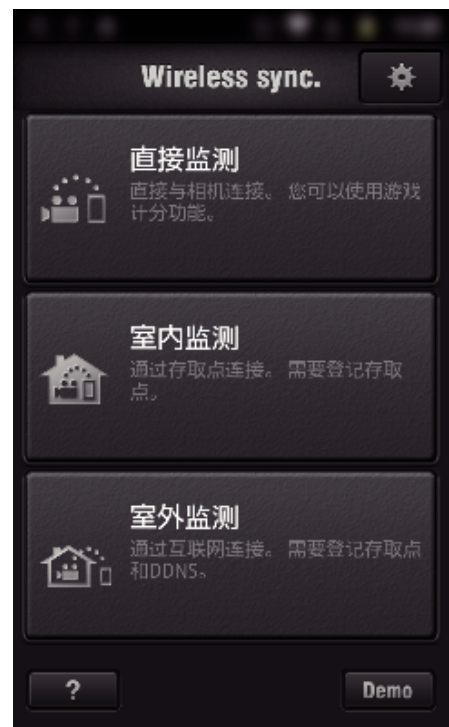 Wireless sync.
直接监测
直接与相机连接。 您可以使用游戏
计分功能。
室内监测
通过存取点连接。 需要登记存取
点。
室外监测
通过互联网连接。 需要登记存取点
和DDNS。
?
Demo